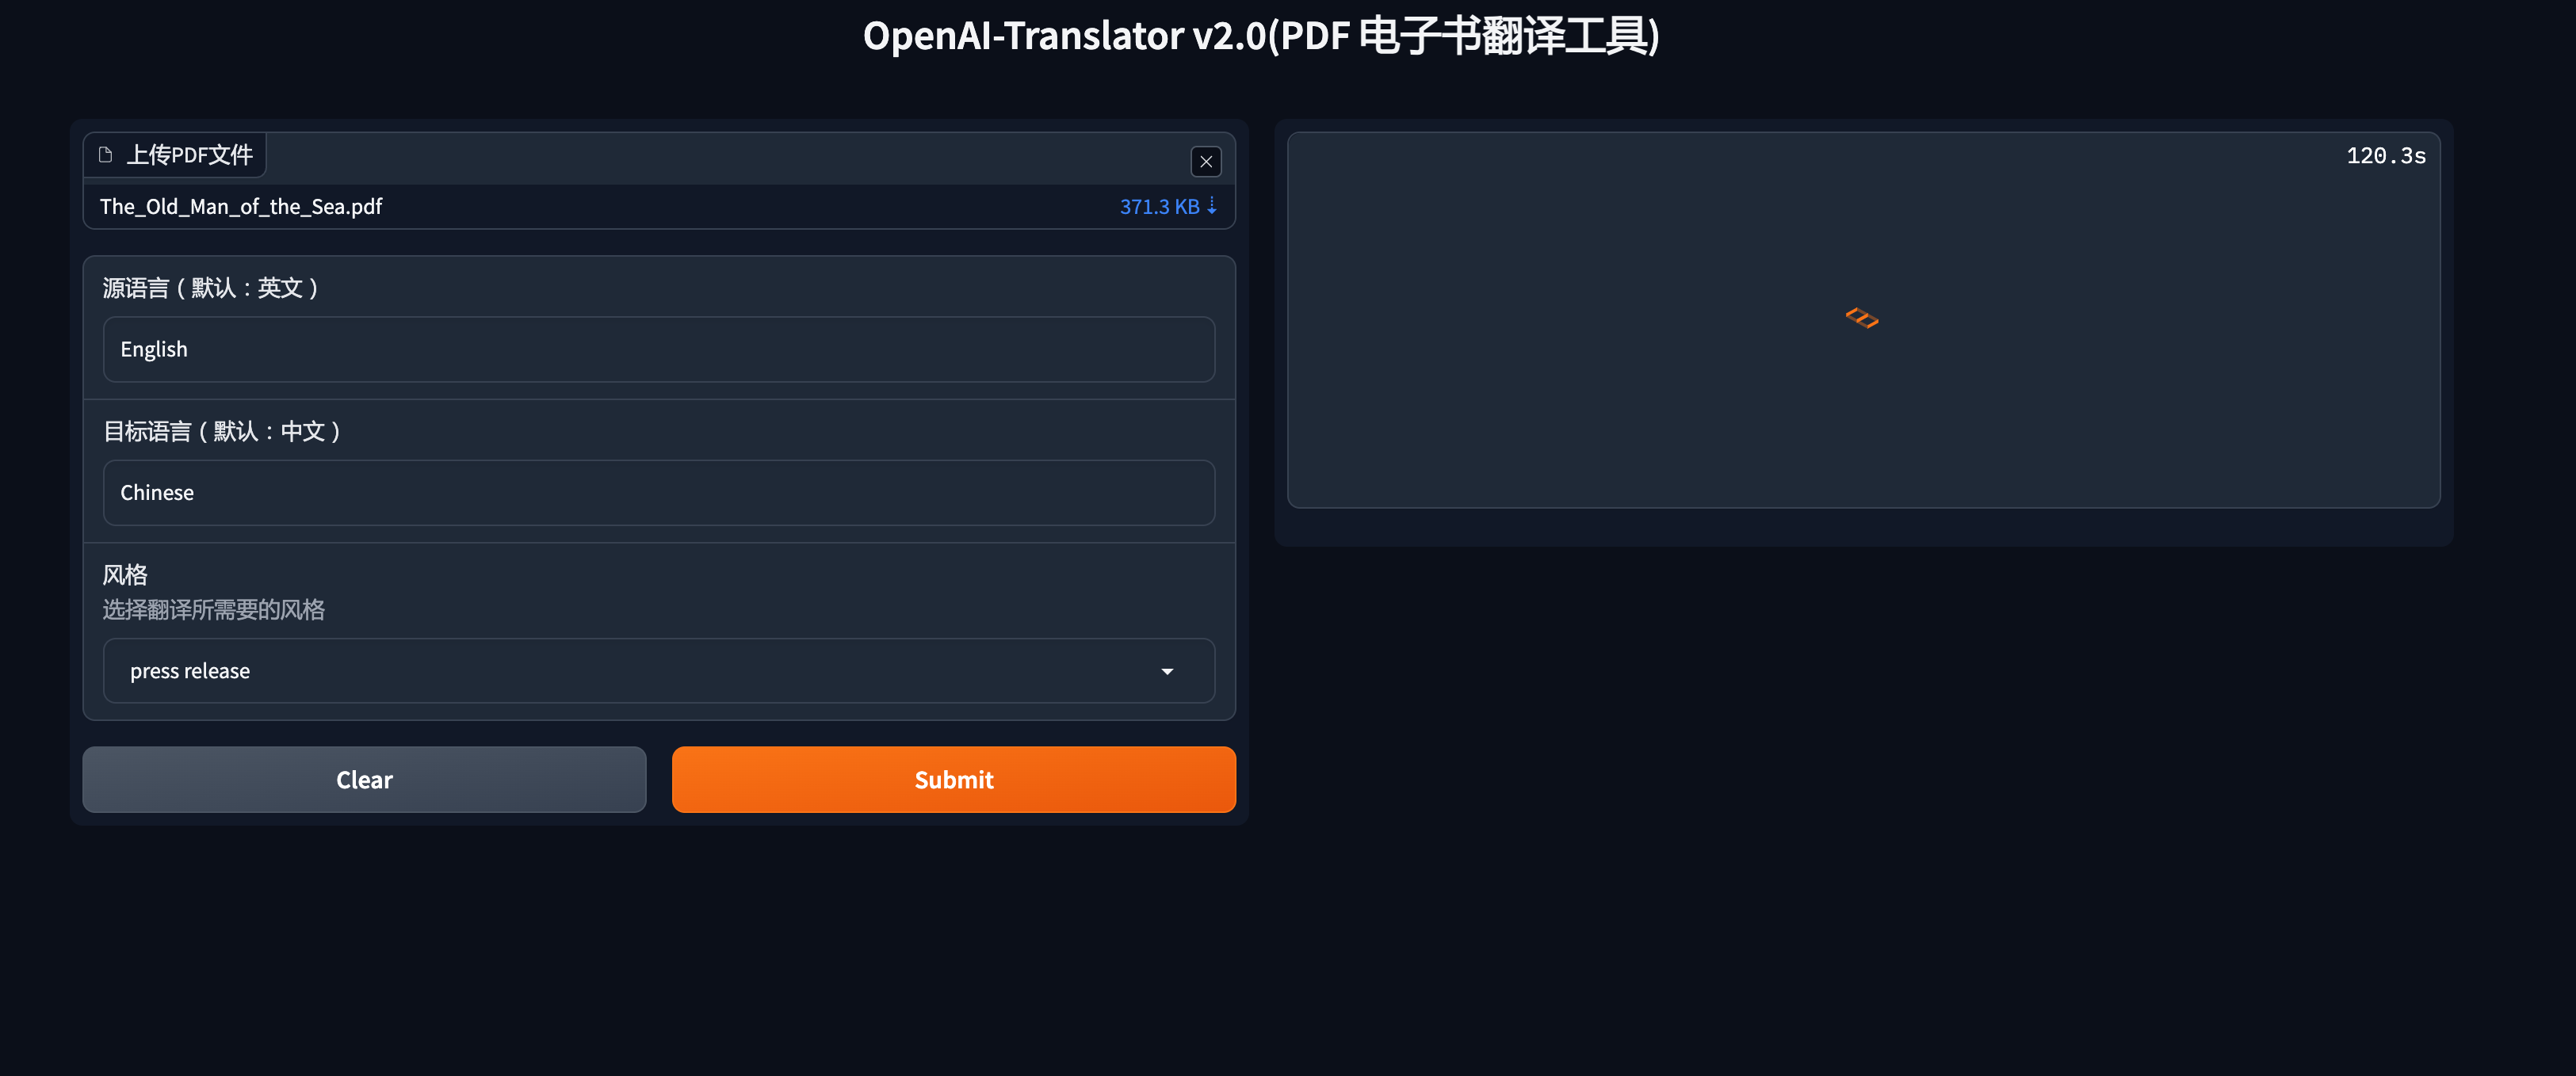 OpenAI-Translator v2.0(PDF 电子书翻译工具)
上传PDF文件
The_Old_Man_of_the_Sea.pdf 371.3 KB ⇣
源语言（默认：英文）
English
目标语言（默认：中文）
Chinese
风格
选择翻译所需要的风格
press release
Clear Submit
120.3s